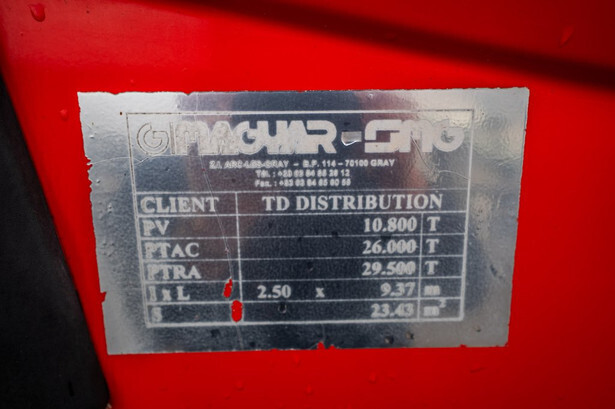 MAGYAR-SMG
Z.I. ARC-LES-GRAY - B.P. 114 - 70100 GRAY
CLIENT TD DISTRIBUTION
PV 10.800 T
PTAC 26.000 T
PTRA 29.500 T
l x L 2.50 x 9.37 m
S 23.43 m²